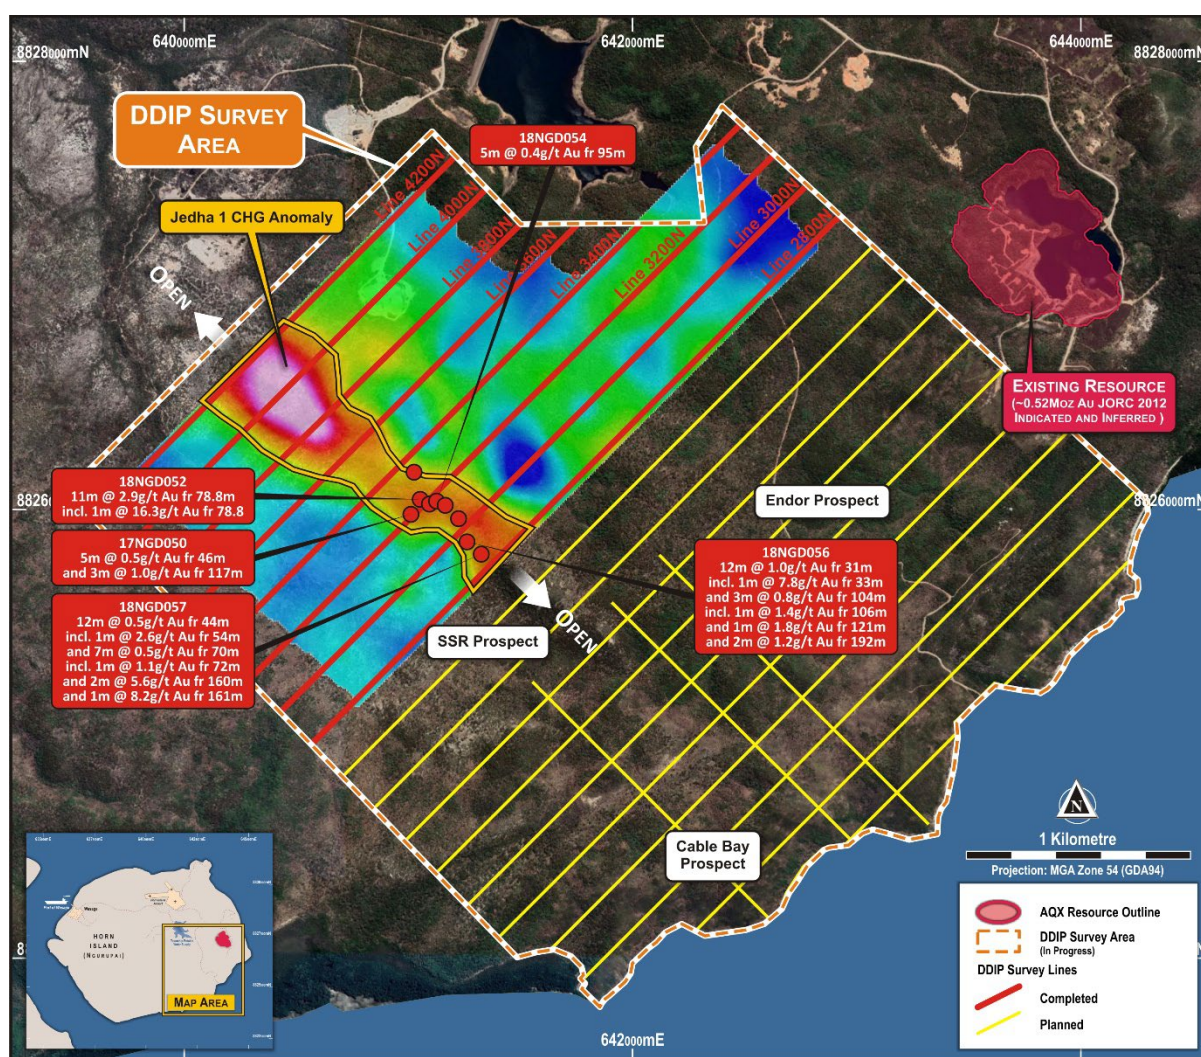 640000mE
642000mE
644000mE
8828000mN
8828000mN
DDIP SURVEY
AREA
18NGD054
5m @ 0.4g/t Au fr 95m
Jedha 1 CHG Anomaly
Line 4200N
Line 4000N
Line 3400N
Line 3200N
Line 3000N
Line 2800N
OPEN
EXISTING RESOURCE
(~0.52MOZ AU JORC 2012
INDICATED AND INFERRED )
18NGD052
11m @ 2.9g/t Au fr 78.8m
incl. 1m @ 16.3g/t Au fr 78.8
17NGD050
5m @ 0.5g/t Au fr 46m
and 3m @ 1.0g/t Au fr 117m
18NGD057
12m @ 0.5g/t Au fr 44m
incl. 1m @ 2.6g/t Au fr 54m
and 7m @ 0.5g/t Au fr 70m
incl. 1m @ 1.1g/t Au fr 72m
and 2m @ 5.6g/t Au fr 160m
and 1m @ 8.2g/t Au fr 161m
Endor Prospect
18NGD056
12m @ 1.0g/t Au fr 31m
incl. 1m @ 7.8g/t Au fr 33m
and 3m @ 0.8g/t Au fr 104m
incl. 1m @ 1.4g/t Au fr 106m
and 1m @ 1.8g/t Au fr 121m
and 2m @ 1.2g/t Au fr 192m
OPEN
SSR Prospect
Cable Bay
Prospect
N
1 Kilometre
Projection: MGA Zone 54 (GDA94)
AQX Resource Outline
DDIP Survey Area
(In Progress)
DDIP Survey Lines
Completed
Planned
HORN
ISLAND
(NGURUPAI)
MAP AREA
642000mE